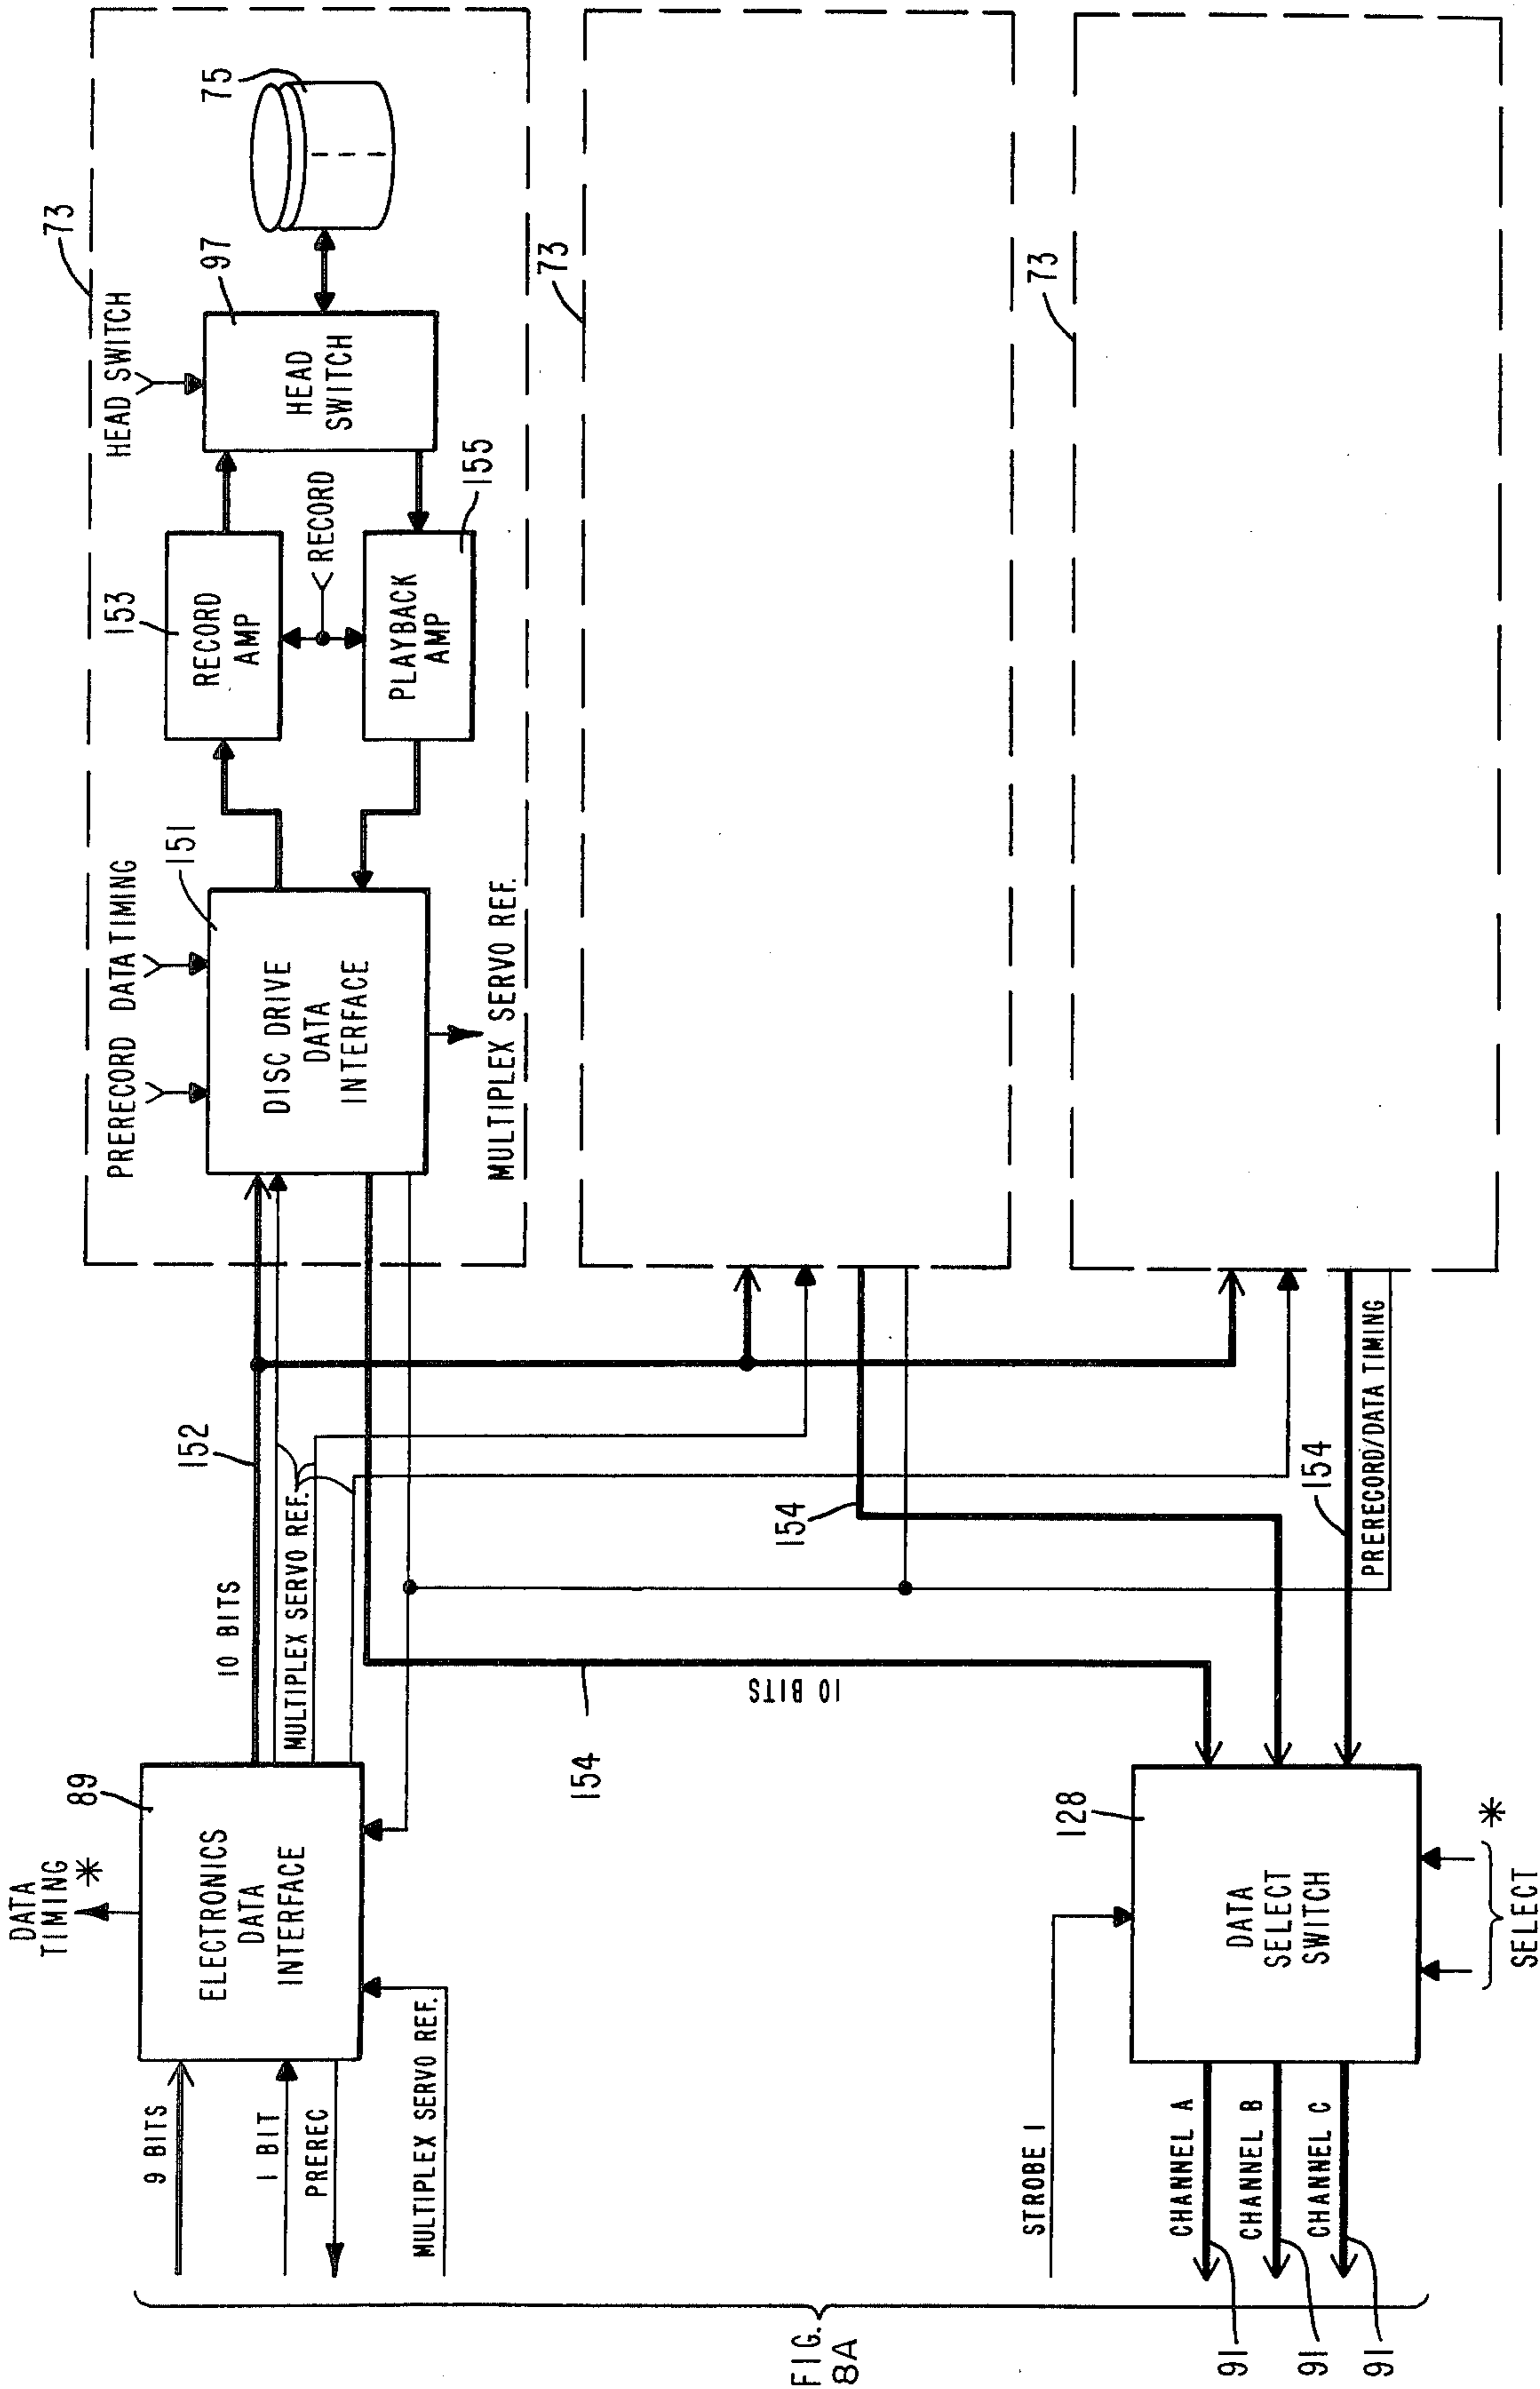 73
HEAD SWITCH
97
75
HEAD
SWITCH
153
RECORD
AMP
RECORD
155
PLAYBACK
AMP
PRERECORD
DATA TIMING
151
DISC DRIVE
DATA
INTERFACE
MULTIPLEX SERVO REF.
73
73
152
10 BITS
MULTIPLEX SERVO REF.
154
154
PRERECORD/DATA TIMING
10 BITS
154
DATA
TIMING *
89
ELECTRONICS
DATA
INTERFACE
9 BITS
1 BIT
PREREC
MULTIPLEX SERVO REF.
128
DATA
SELECT
SWITCH
*
SELECT
STROBE 1
CHANNEL A
CHANNEL B
CHANNEL C
91
91
91
FIG.
8A